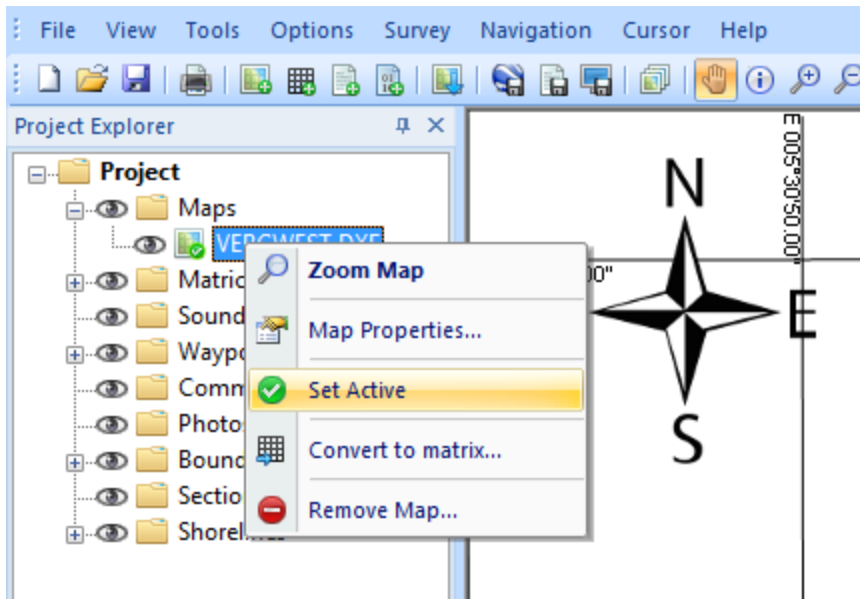 File View Tools Options Survey Navigation Cursor Help
Project Explorer
Project
Maps
Zoom Map
Map Properties...
Set Active
Convert to matrix...
Remove Map...
N
E
S
E 005°30'50.00"